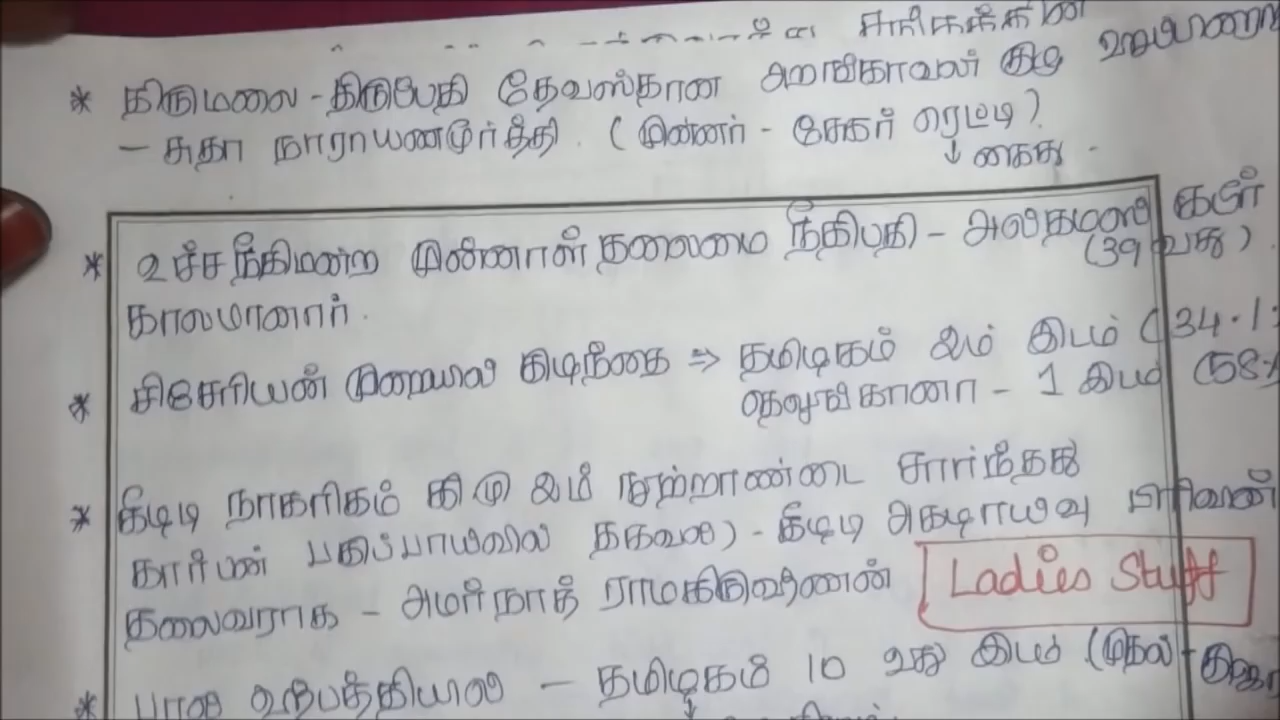 * திருமலை - திருப்பதி தேவஸ்தான அறங்காவலர் குழு
- சுதா நாராயணமூர்த்தி. (முன்னர் - சேகர் ரெட்டி)
↓ கைது.
* உச்சநீதிமன்ற முன்னாள் தலைமை நீதிபதி - அல்தமஸ் கபீர்
(39 வது)
காலமானார்.
* சிசேரியன் முறையில் குழந்தை ⇒ தமிழகம் 2ம் இடம் (34.1
தெலுங்கானா - 1 இடம் (58
* கீழடி நாகரிகம் கி மு 2ம் நூற்றாண்டை சார்ந்தது
கார்பன் பகுப்பாய்வில் தகவல்) - கீழடி அகழாய்வு பிரிவின்
தலைவராக - அமர்நாத் ராமகிருஷ்ணன்
Ladies Stuff
* பால் உற்பத்தியில் - தமிழகம் 10 வது இடம் (முதல் -